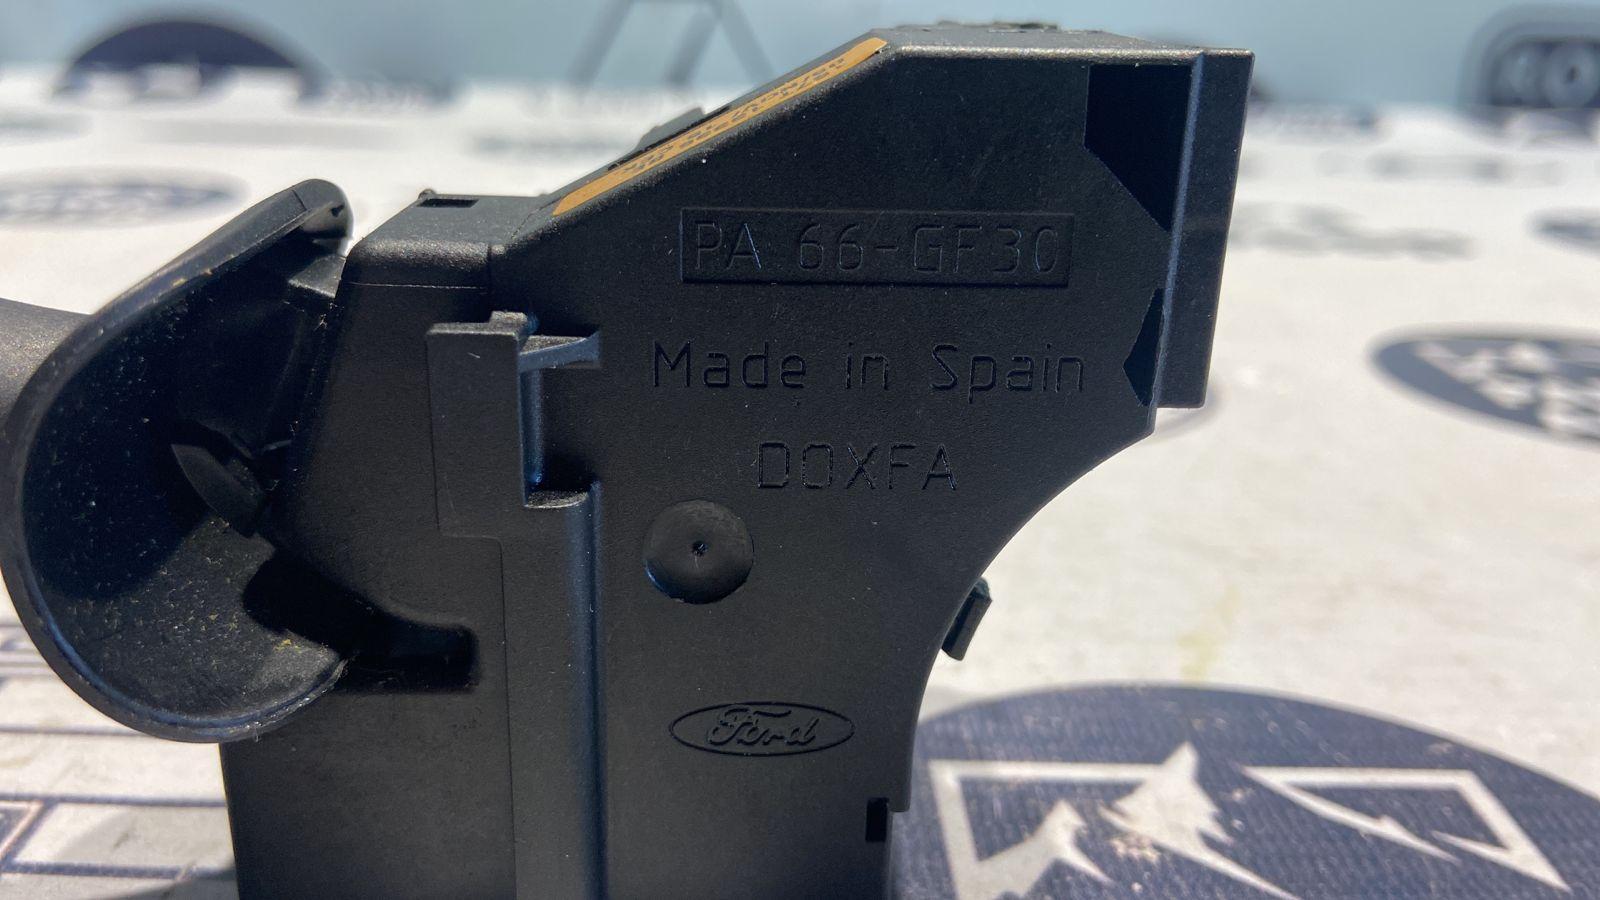 PA 66-GF30
Made in Spain
DOXFA
Ford